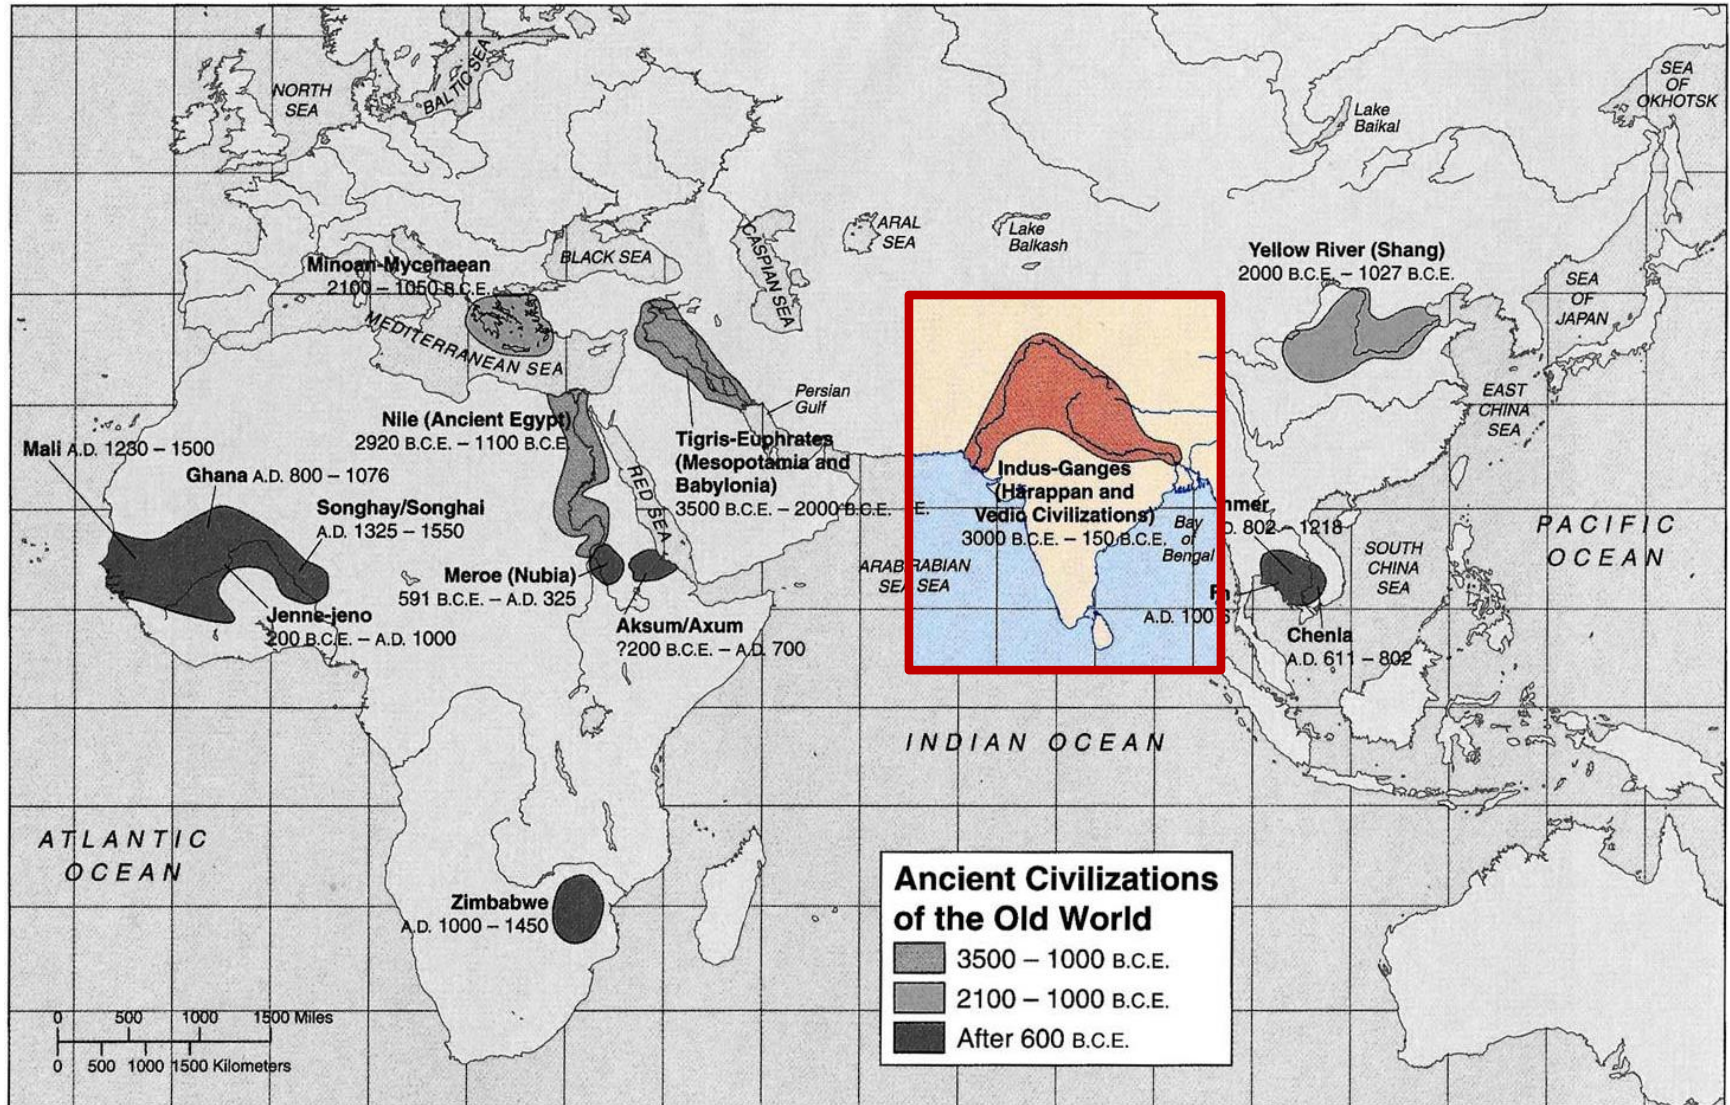 NORTH
SEA
BALTIC SEA
SEA
OF
OKHOTSK
Lake
Baikal
ARAL
SEA
Lake
Balkash
CASPIAN SEA
BLACK SEA
Minoan-Mycenaean
2100 – 1050 B.C.E.
MEDITERRANEAN SEA
Yellow River (Shang)
2000 B.C.E. – 1027 B.C.E.
SEA
OF
JAPAN
EAST
CHINA
SEA
Persian
Gulf
Nile (Ancient Egypt)
2920 B.C.E. – 1100 B.C.E.
Tigris-Euphrates
(Mesopotamia and
Babylonia)
3500 B.C.E. – 2000 B.C.E. E.
RED SEA
Mali A.D. 1230 – 1500
Ghana A.D. 800 – 1076
Songhay/Songhai
A.D. 1325 – 1550
Jenne-jeno
200 B.C.E. – A.D. 1000
Meroe (Nubia)
591 B.C.E. – A.D. 325
Aksum/Axum
?200 B.C.E. – A.D. 700
Indus-Ganges
(Harappan and
Vedic Civilizations)
3000 B.C.E. – 150 B.C.E.
Bay
of
Bengal
SEA SEA
802 – 1218
A.D. 100
Chenla
A.D. 611 – 802
SOUTH
CHINA
SEA
PACIFIC
OCEAN
INDIAN OCEAN
ATLANTIC
OCEAN
Zimbabwe
A.D. 1000 – 1450
Ancient Civilizations
of the Old World
3500 – 1000 B.C.E.
2100 – 1000 B.C.E.
After 600 B.C.E.
0 500 1000 1500 Miles
0 500 1000 1500 Kilometers